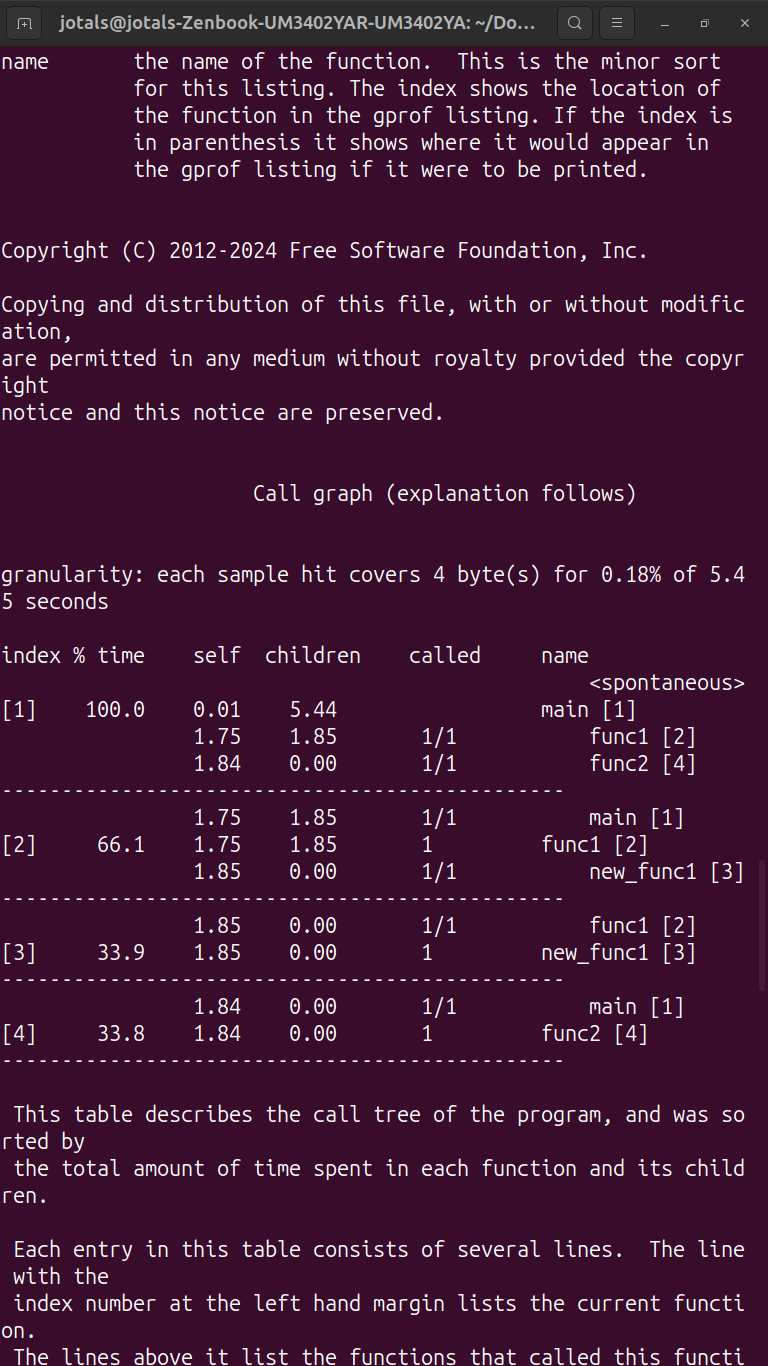 jotals@jotals-Zenbook-UM3402YAR-UM3402YA: ~/Do...
name       the name of the function.  This is the minor sort
           for this listing. The index shows the location of
           the function in the gprof listing. If the index is
           in parenthesis it shows where it would appear in
           the gprof listing if it were to be printed.
Copyright (C) 2012-2024 Free Software Foundation, Inc.
Copying and distribution of this file, with or without modific
ation,
are permitted in any medium without royalty provided the copyr
ight
notice and this notice are preserved.
                     Call graph (explanation follows)
granularity: each sample hit covers 4 byte(s) for 0.18% of 5.4
5 seconds
index % time    self  children    called     name
                                                 <spontaneous>
[1]    100.0    0.01    5.44                 main [1]
                1.75    1.85       1/1           func1 [2]
                1.84    0.00       1/1           func2 [4]
-----------------------------------------------
                1.75    1.85       1/1           main [1]
[2]     66.1    1.75    1.85       1         func1 [2]
                1.85    0.00       1/1           new_func1 [3]
-----------------------------------------------
                1.85    0.00       1/1           func1 [2]
[3]     33.9    1.85    0.00       1         new_func1 [3]
-----------------------------------------------
                1.84    0.00       1/1           main [1]
[4]     33.8    1.84    0.00       1         func2 [4]
-----------------------------------------------
 This table describes the call tree of the program, and was so
rted by
 the total amount of time spent in each function and its child
ren.
 Each entry in this table consists of several lines.  The line
 with the
 index number at the left hand margin lists the current functi
on.
 The lines above it list the functions that called this functi